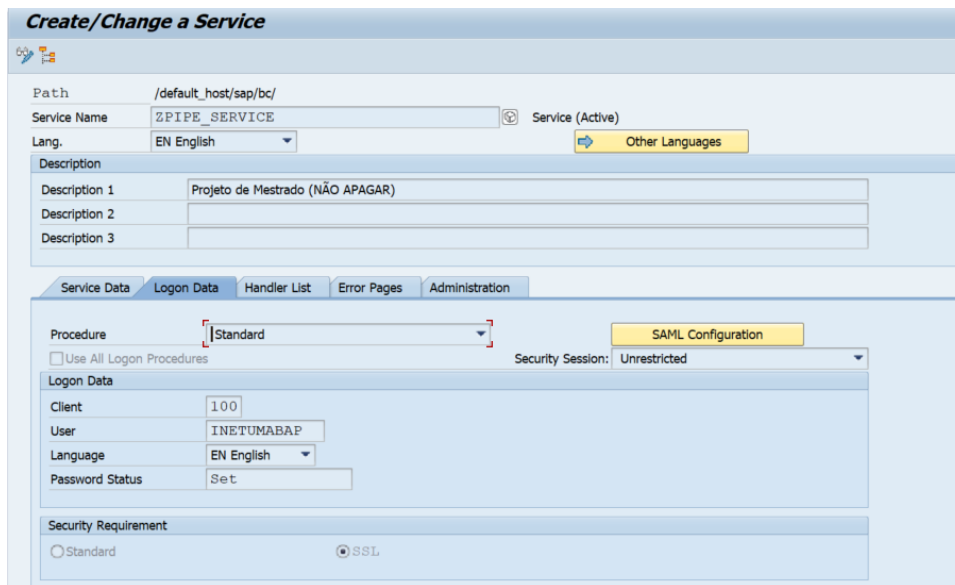 Create/Change a Service
Path /default_host/sap/bc/
Service Name ZPIPE_SERVICE Service (Active)
Lang. EN English Other Languages
Description
Description 1 Projeto de Mestrado (NÃO APAGAR)
Description 2
Description 3
Service Data Logon Data Handler List Error Pages Administration
Procedure Standard SAML Configuration
Use All Logon Procedures Security Session: Unrestricted
Logon Data
Client 100
User INETUMABAP
Language EN English
Password Status Set
Security Requirement
Standard SSL